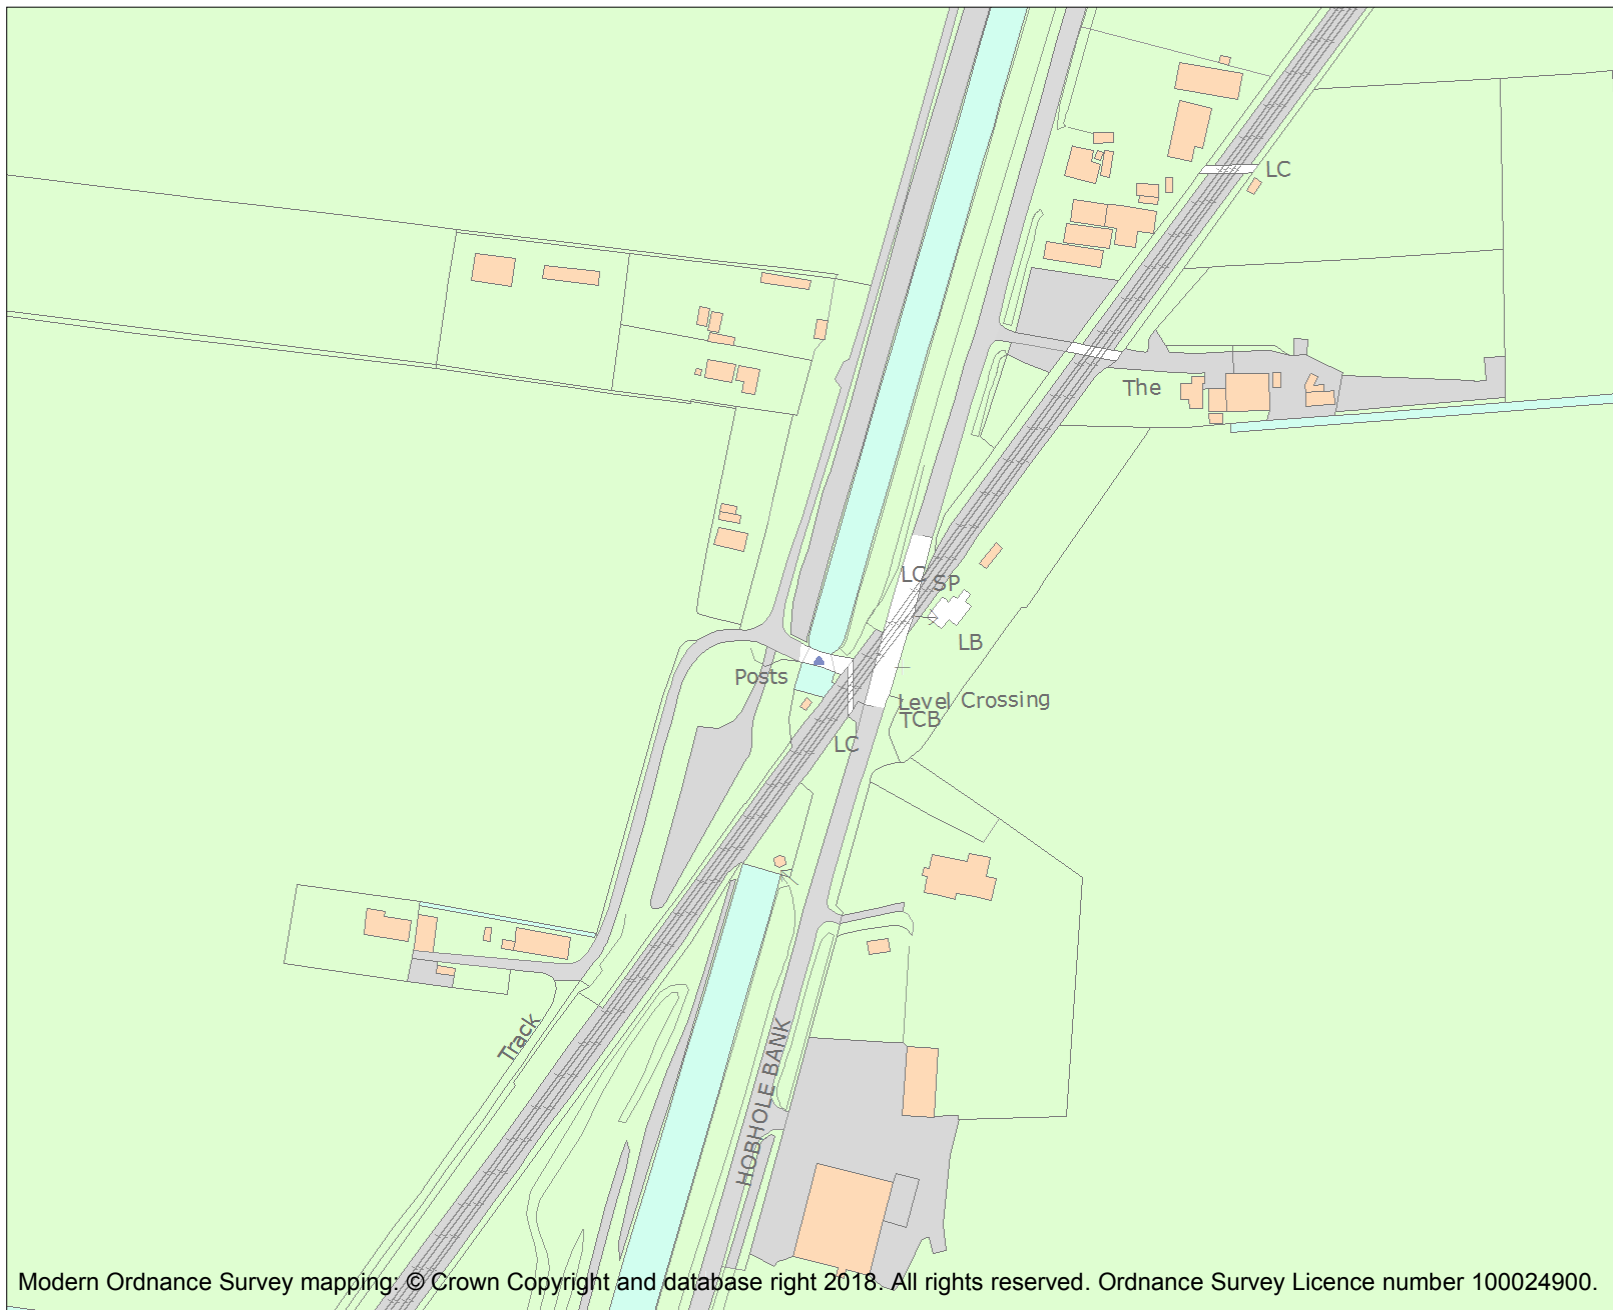 LC
The
LC
SP
LB
Posts
Level Crossing
TCB
LC
Track
HOBHOLE BANK
Modern Ordnance Survey mapping: © Crown Copyright and database right 2018. All rights reserved. Ordnance Survey Licence number 100024900.